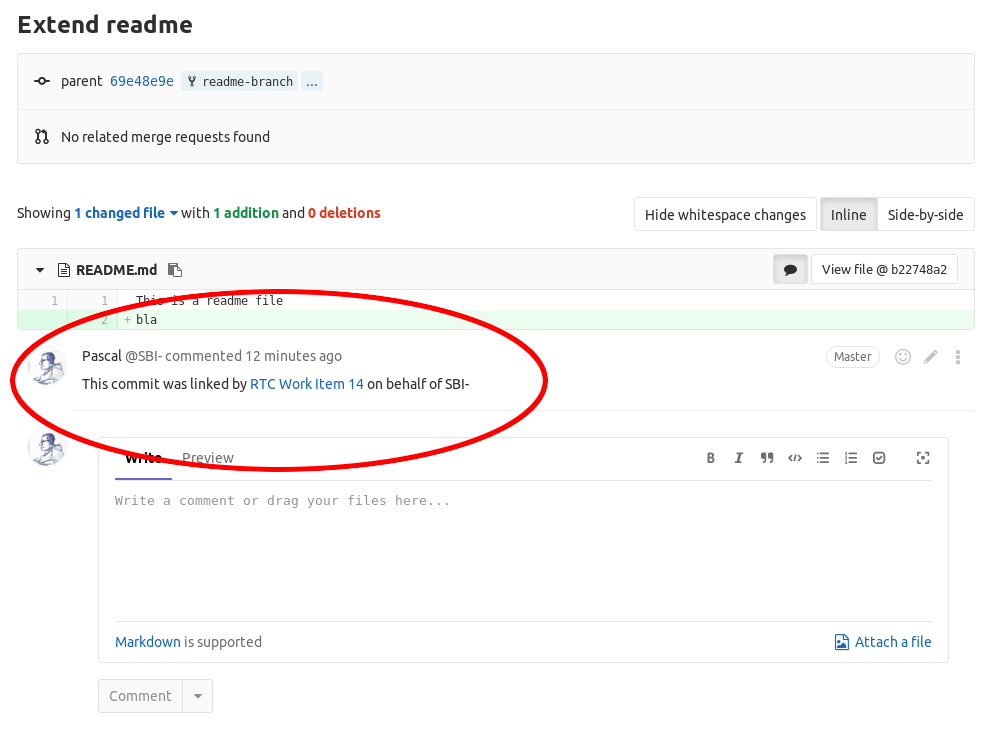 Extend readme
parent 69e48e9e readme-branch ...
No related merge requests found
Showing 1 changed file with 1 addition and 0 deletions
Hide whitespace changes Inline Side-by-side
README.md View file @ b22748a2
1 1 This is a readme file
2 + bla
Pascal @SBI- commented 12 minutes ago Master
This commit was linked by RTC Work Item 14 on behalf of SBI-
Write Preview
Write a comment or drag your files here...
Markdown is supported Attach a file
Comment